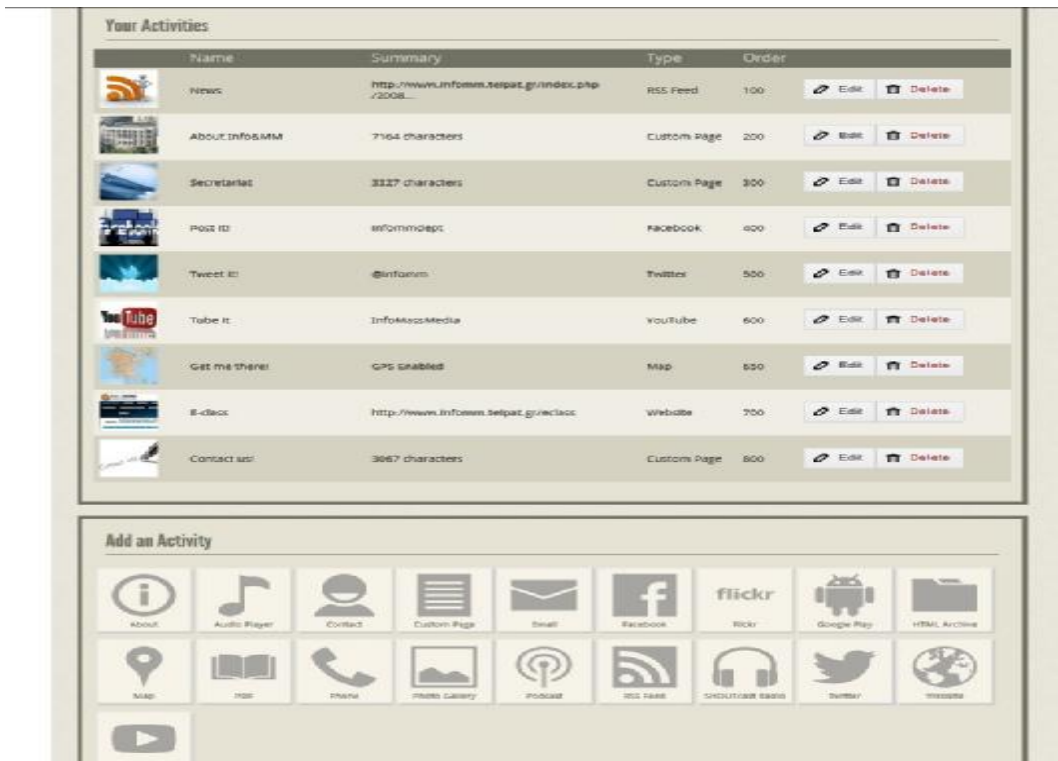 Your Activities
Name Summary Type Order
News http://www.infomm.teipat.gr/index.php
/2008... RSS Feed 100 Edit Delete
About Info&MM 7164 characters Custom Page 200 Edit Delete
Secretariat 3327 characters Custom Page 300 Edit Delete
Post it! infommdept Facebook 400 Edit Delete
Tweet it! @infomm Twitter 500 Edit Delete
You Tube
Tube it InfoMassMedia YouTube 600 Edit Delete
Get me there! GPS Enabled Map 650 Edit Delete
E-class http://www.infomm.teipat.gr/eclass Website 700 Edit Delete
Contact us! 3067 characters Custom Page 800 Edit Delete
Add an Activity
flickr
About Audio Player Contact Custom Page Email Facebook flickr Google Play HTML Archive
Map PDF Phone Photo Gallery Podcast RSS Feed SHOUTcast Radio Twitter Website